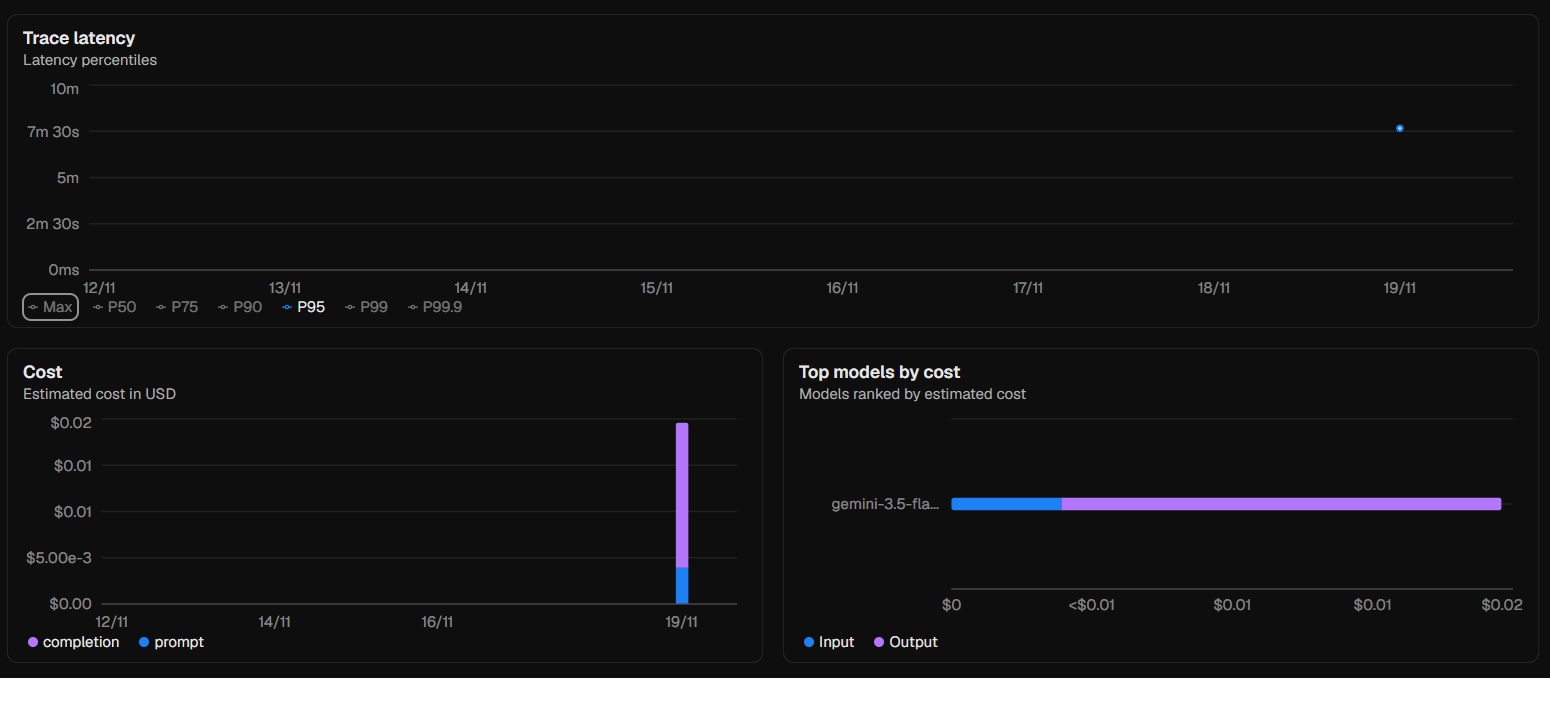 Trace latency
Latency percentiles
10m
7m 30s
5m
2m 30s
0ms
12/11 13/11 14/11 15/11 16/11 17/11 18/11 19/11
Max P50 P75 P90 P95 P99 P99.9
Cost
Estimated cost in USD
$0.02
$0.01
$0.01
$5.00e-3
$0.00
12/11 14/11 16/11 19/11
completion prompt
Top models by cost
Models ranked by estimated cost
gemini-3.5-fla...
$0 <$0.01 $0.01 $0.01 $0.02
Input Output